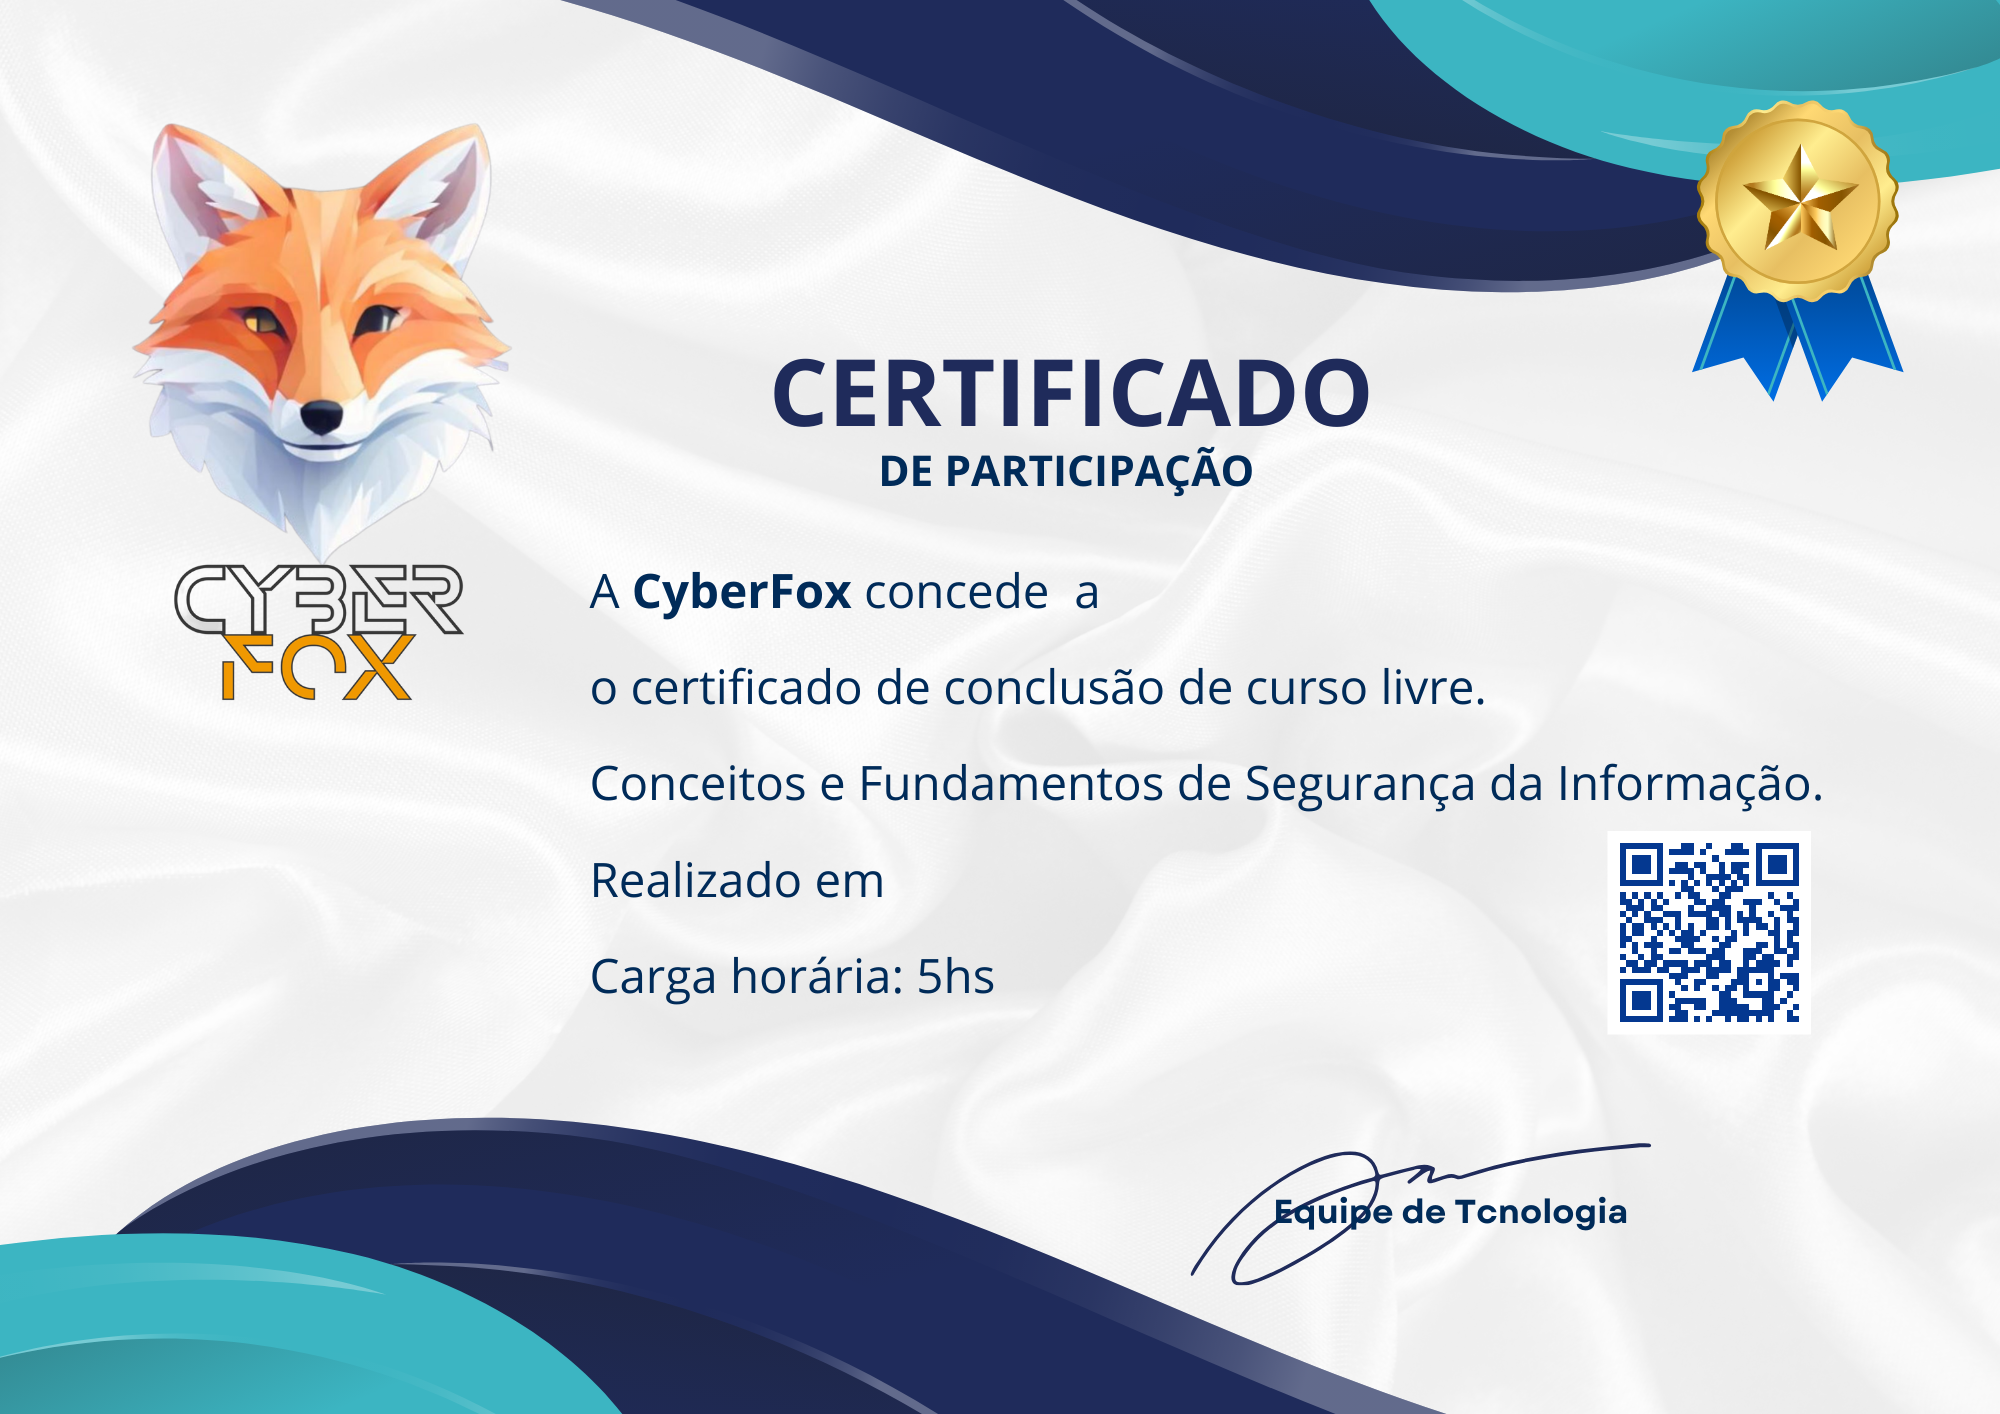 CERTIFICADO
DE PARTICIPAÇÃO
CYBER
FOX
A CyberFox concede  a
o certificado de conclusão de curso livre.
Conceitos e Fundamentos de Segurança da Informação.
Realizado em
Carga horária: 5hs
Equipe de Tcnologia